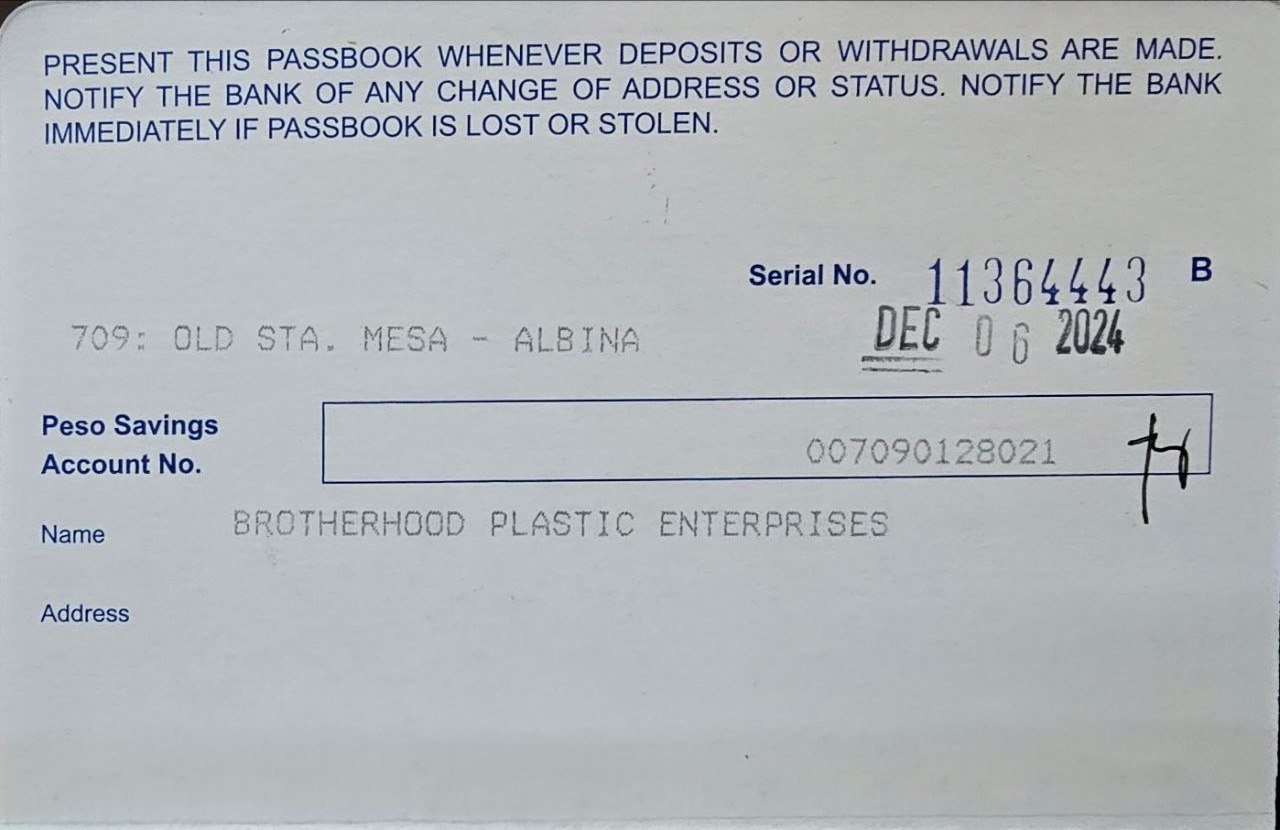 PRESENT THIS PASSBOOK WHENEVER DEPOSITS OR WITHDRAWALS ARE MADE.
NOTIFY THE BANK OF ANY CHANGE OF ADDRESS OR STATUS. NOTIFY THE BANK
IMMEDIATELY IF PASSBOOK IS LOST OR STOLEN.
Serial No. 11364443 B
DEC 06 2024
709: OLD STA. MESA - ALBINA
Peso Savings
Account No.
007090128021
Name BROTHERHOOD PLASTIC ENTERPRISES
Address